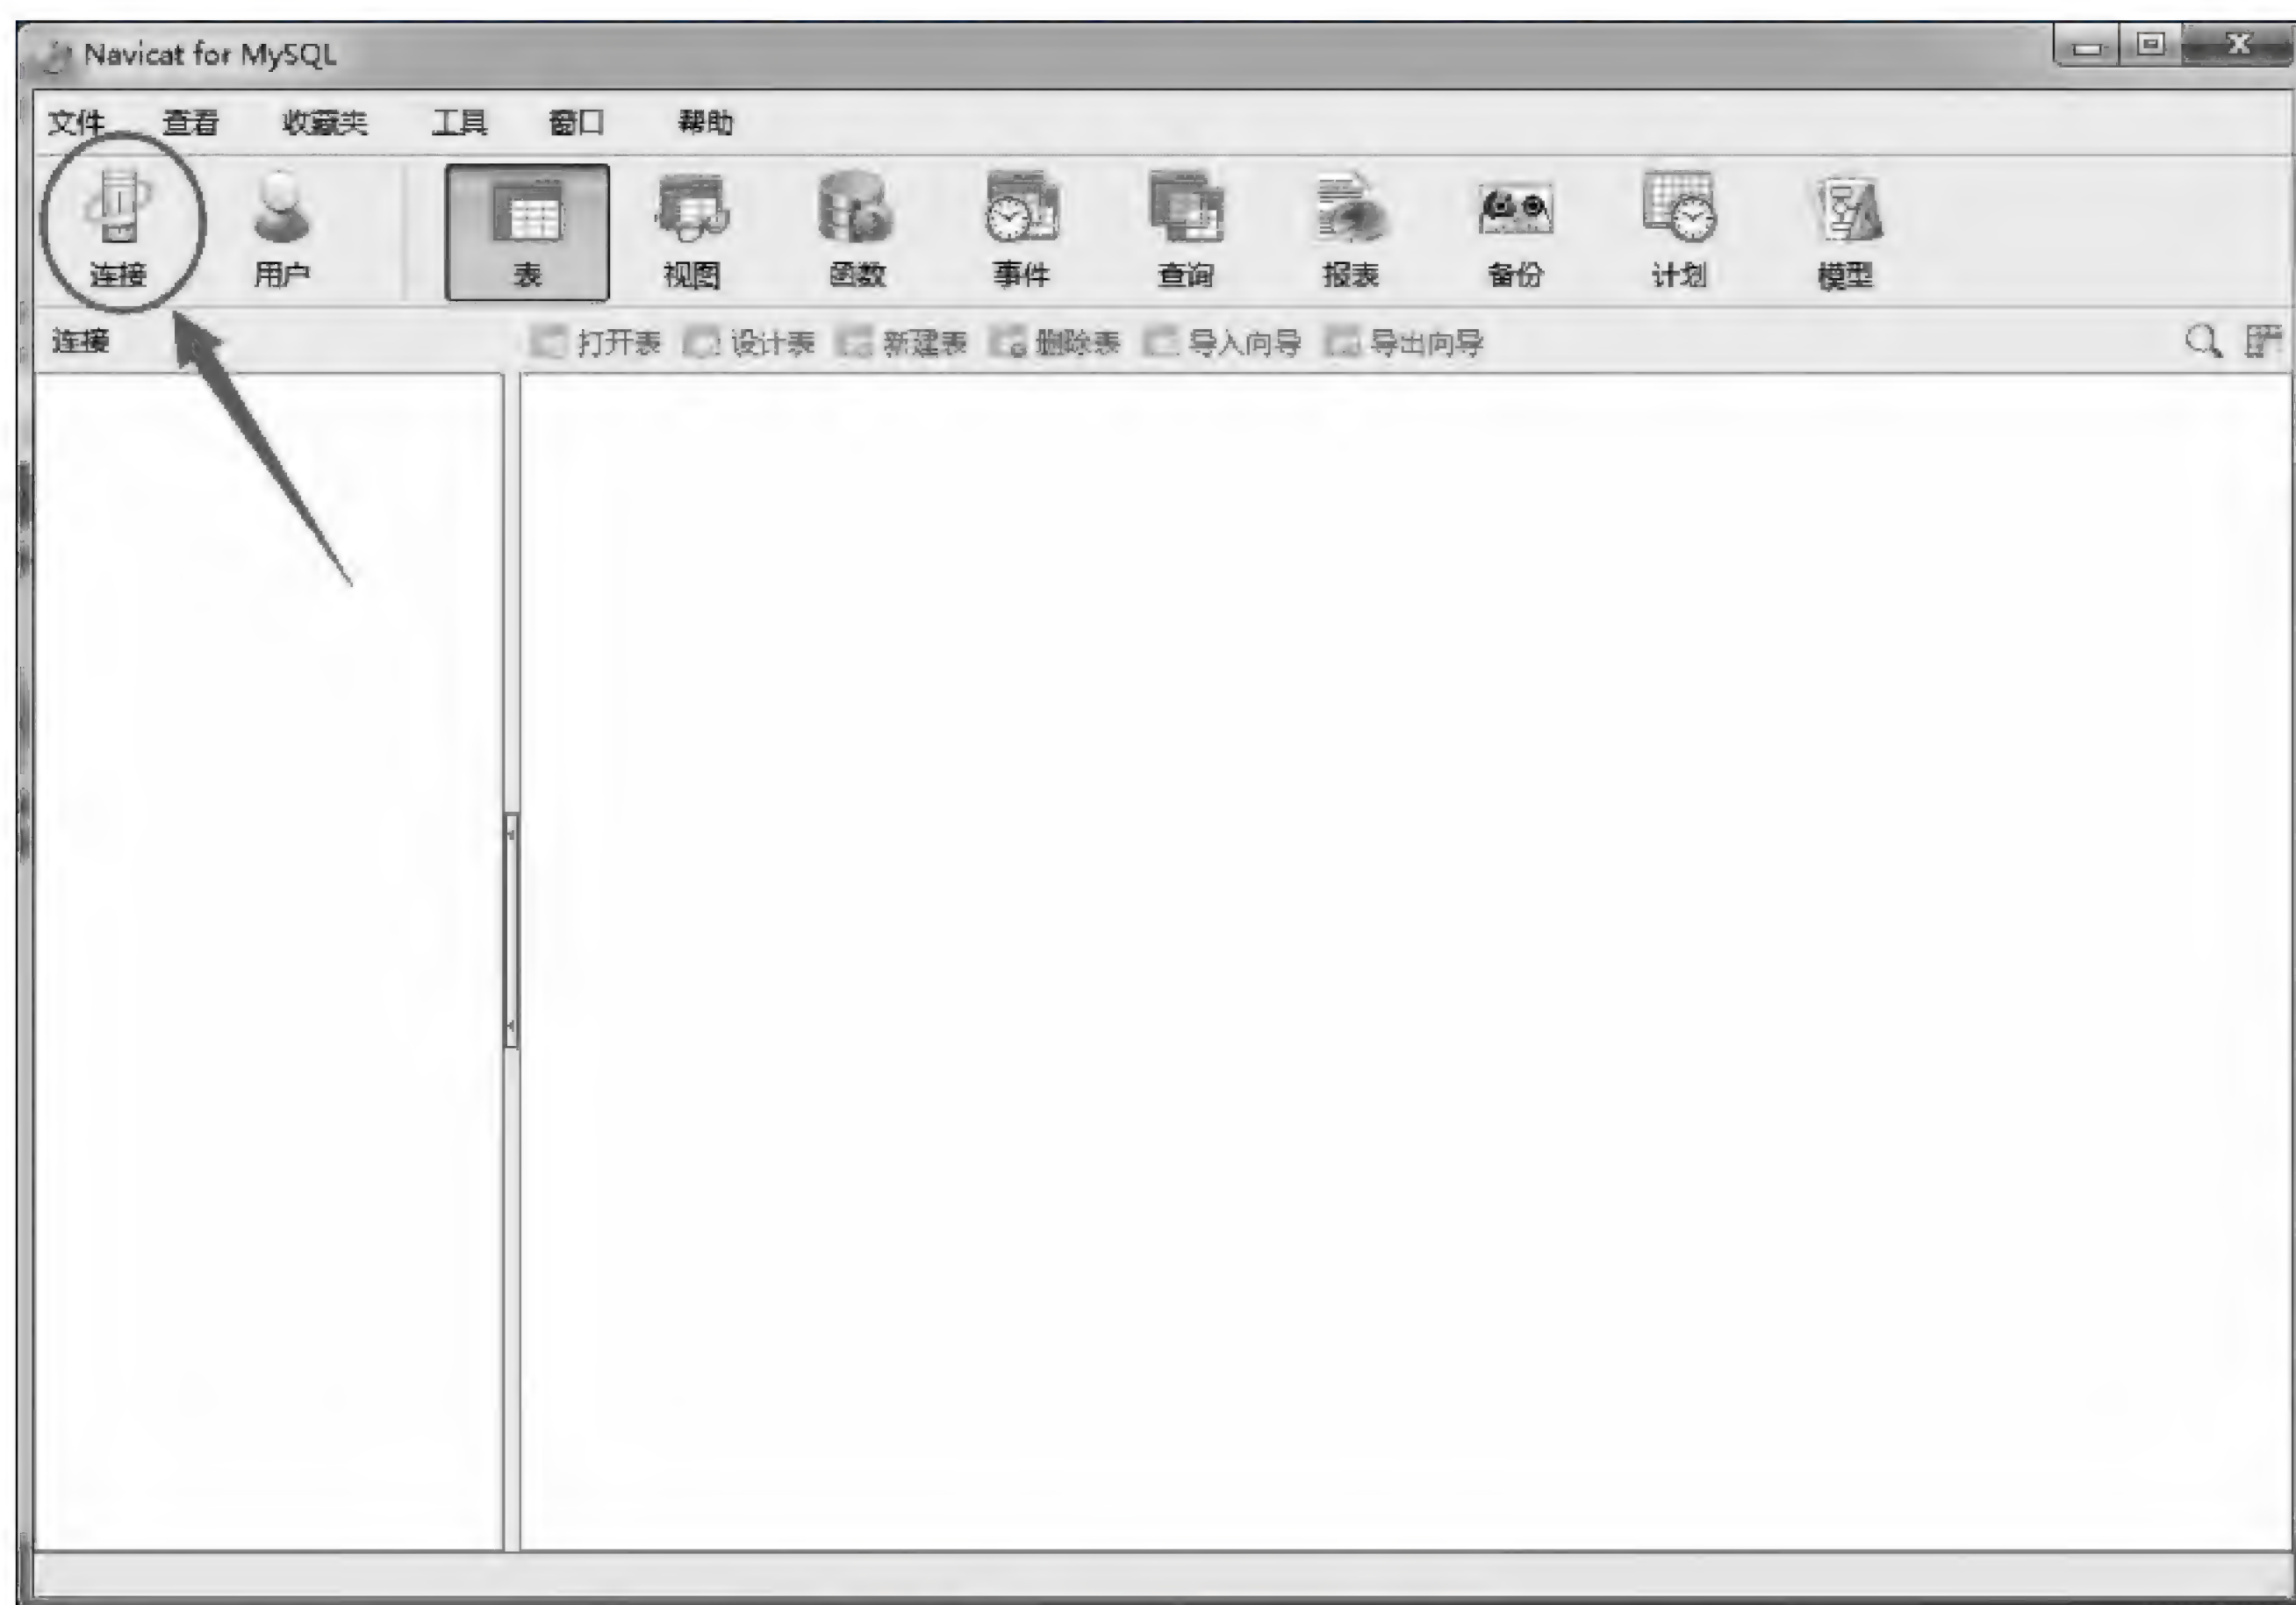 Navicat for MySQL
文件 查看 收藏夹 工具 窗口 帮助
连接 用户 表 视图 函数 事件 查询 报表 备份 计划 模型
连接 打开表 设计表 新建表 删除表 导入向导 导出向导